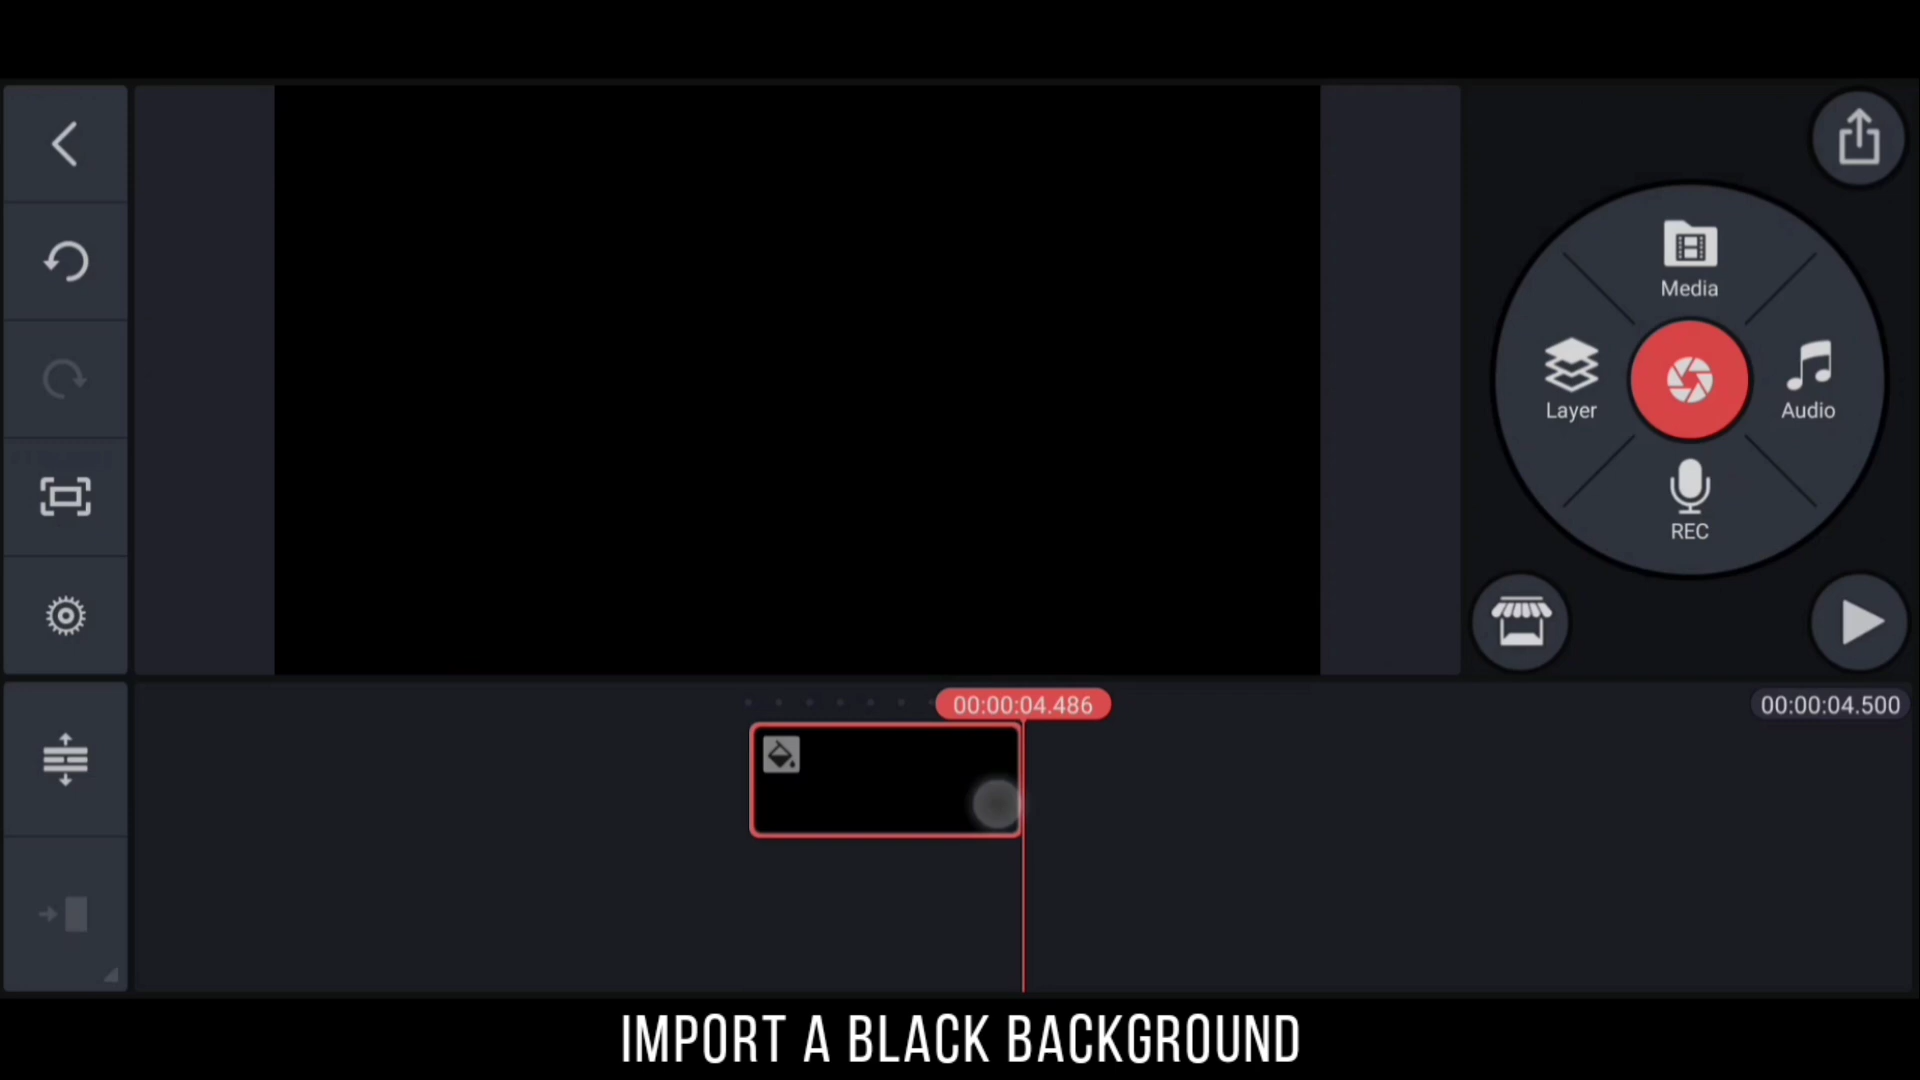 Media
Layer
Audio
REC
00:00:04.486
00:00:04.500
IMPORT A BLACK BACKGROUND